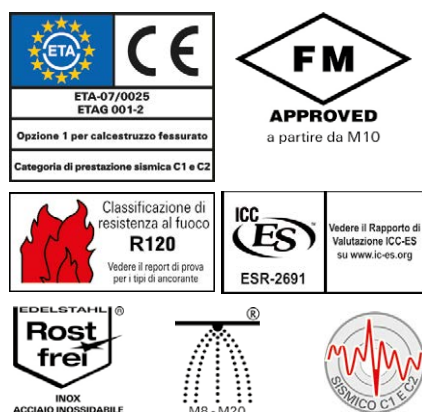 ETA
CE
ETA-07/0025
ETAG 001-2
Opzione 1 per calcestruzzo fessurato
Categoria di prestazione sismica C1 e C2
FM
APPROVED
a partire da M10
Classificazione di
resistenza al fuoco
R120
Vedere il report di prova
per i tipi di ancorante
ICC
ES™
ESR-2691
Vedere il Rapporto di
Valutazione ICC-ES
su www.ic-es.org
EDELSTAHL ®
Rost
frei
INOX
ACCIAIO INOSSIDABILE
®
M8 - M20
SISMICO C1 E C2